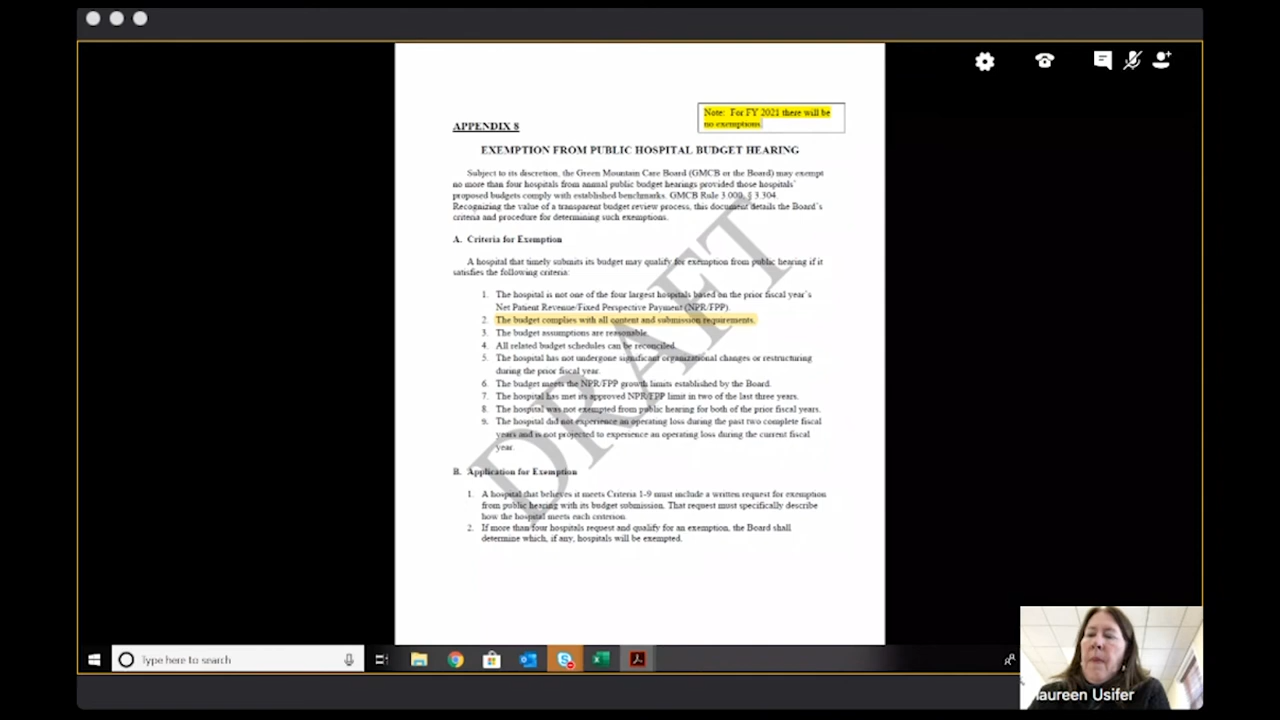 Note: For FY 2021 there will be
no exemptions.
APPENDIX 8
EXEMPTION FROM PUBLIC HOSPITAL BUDGET HEARING
Subject to its discretion, the Green Mountain Care Board (GMCB or the Board) may exempt
no more than four hospitals from annual public budget hearings provided those hospitals'
proposed budgets comply with established benchmarks. GMCB Rule 3.000, § 3.304.
Recognizing the value of a transparent budget review process, this document details the Board's
criteria and procedure for determining such exemptions.
A. Criteria for Exemption
A hospital that timely submits its budget may qualify for exemption from public hearing if it
satisfies the following criteria:
1. The hospital is not one of the four largest hospitals based on the prior fiscal year's
Net Patient Revenue/Fixed Perspective Payment (NPR/FPP).
2. The budget complies with all content and submission requirements.
3. The budget assumptions are reasonable.
4. All related budget schedules can be reconciled.
5. The hospital has not undergone significant organizational changes or restructuring
during the prior fiscal year.
6. The budget meets the NPR/FPP growth limits established by the Board.
7. The hospital has met its approved NPR/FPP limit in two of the last three years.
8. The hospital was not exempted from public hearing for both of the prior fiscal years.
9. The hospital did not experience an operating loss during the past two complete fiscal
years and is not projected to experience an operating loss during the current fiscal
year.
B. Application for Exemption
1. A hospital that believes it meets Criteria 1-9 must include a written request for exemption
from public hearing with its budget submission. That request must specifically describe
how the hospital meets each criterion.
2. If more than four hospitals request and qualify for an exemption, the Board shall
determine which, if any, hospitals will be exempted.
DRAFT
Type here to search
aureen Usifer